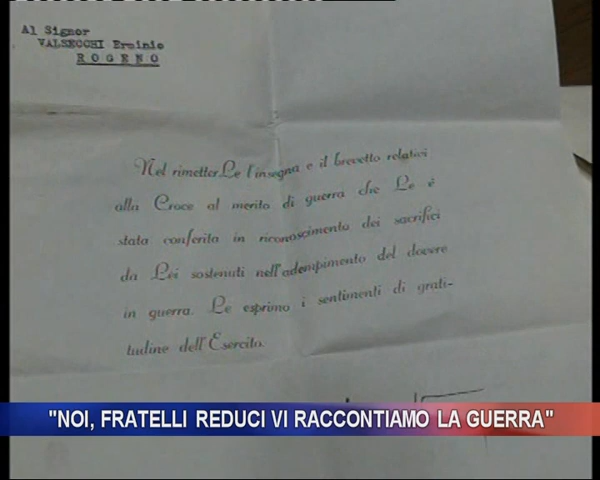 Al Signor
VALSECCHI Erminio
ROGENO
Nel rimetterLe l'insegna e il brevetto relativi
alla Croce al merito di guerra che Le è
stata conferita in riconoscimento dei sacrifici
da Lei sostenuti nell'adempimento del dovere
in guerra. Le esprimo i sentimenti di grati-
tudine dell'Esercito.
"NOI, FRATELLI REDUCI VI RACCONTIAMO LA GUERRA"